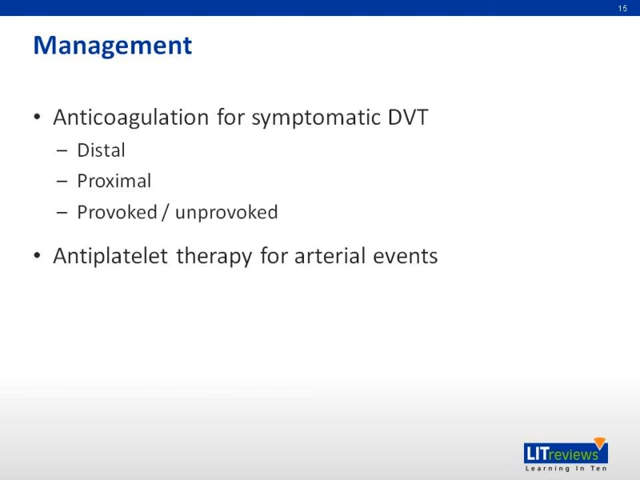 15
Management
• Anticoagulation for symptomatic DVT
– Distal
– Proximal
– Provoked / unprovoked
• Antiplatelet therapy for arterial events
LITreviews
Learning In Ten